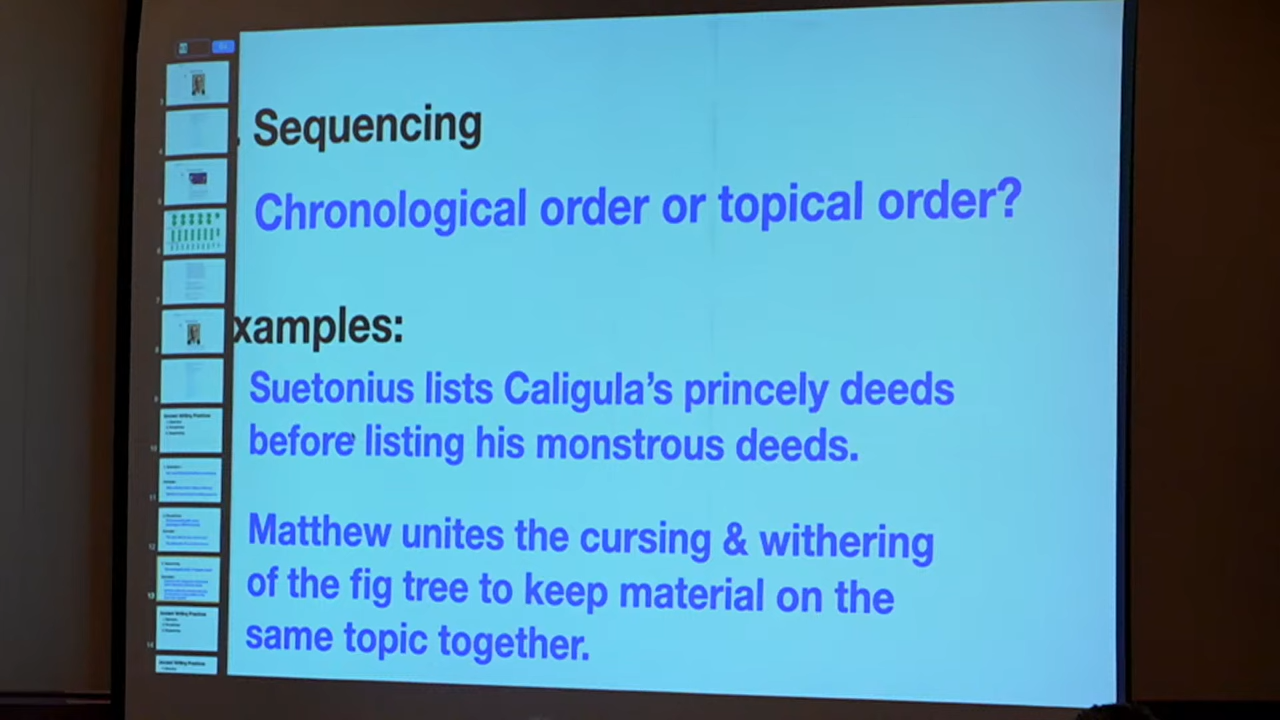 . Sequencing
Chronological order or topical order?
xamples:
Suetonius lists Caligula's princely deeds
before listing his monstrous deeds.
Matthew unites the cursing & withering
of the fig tree to keep material on the
same topic together.